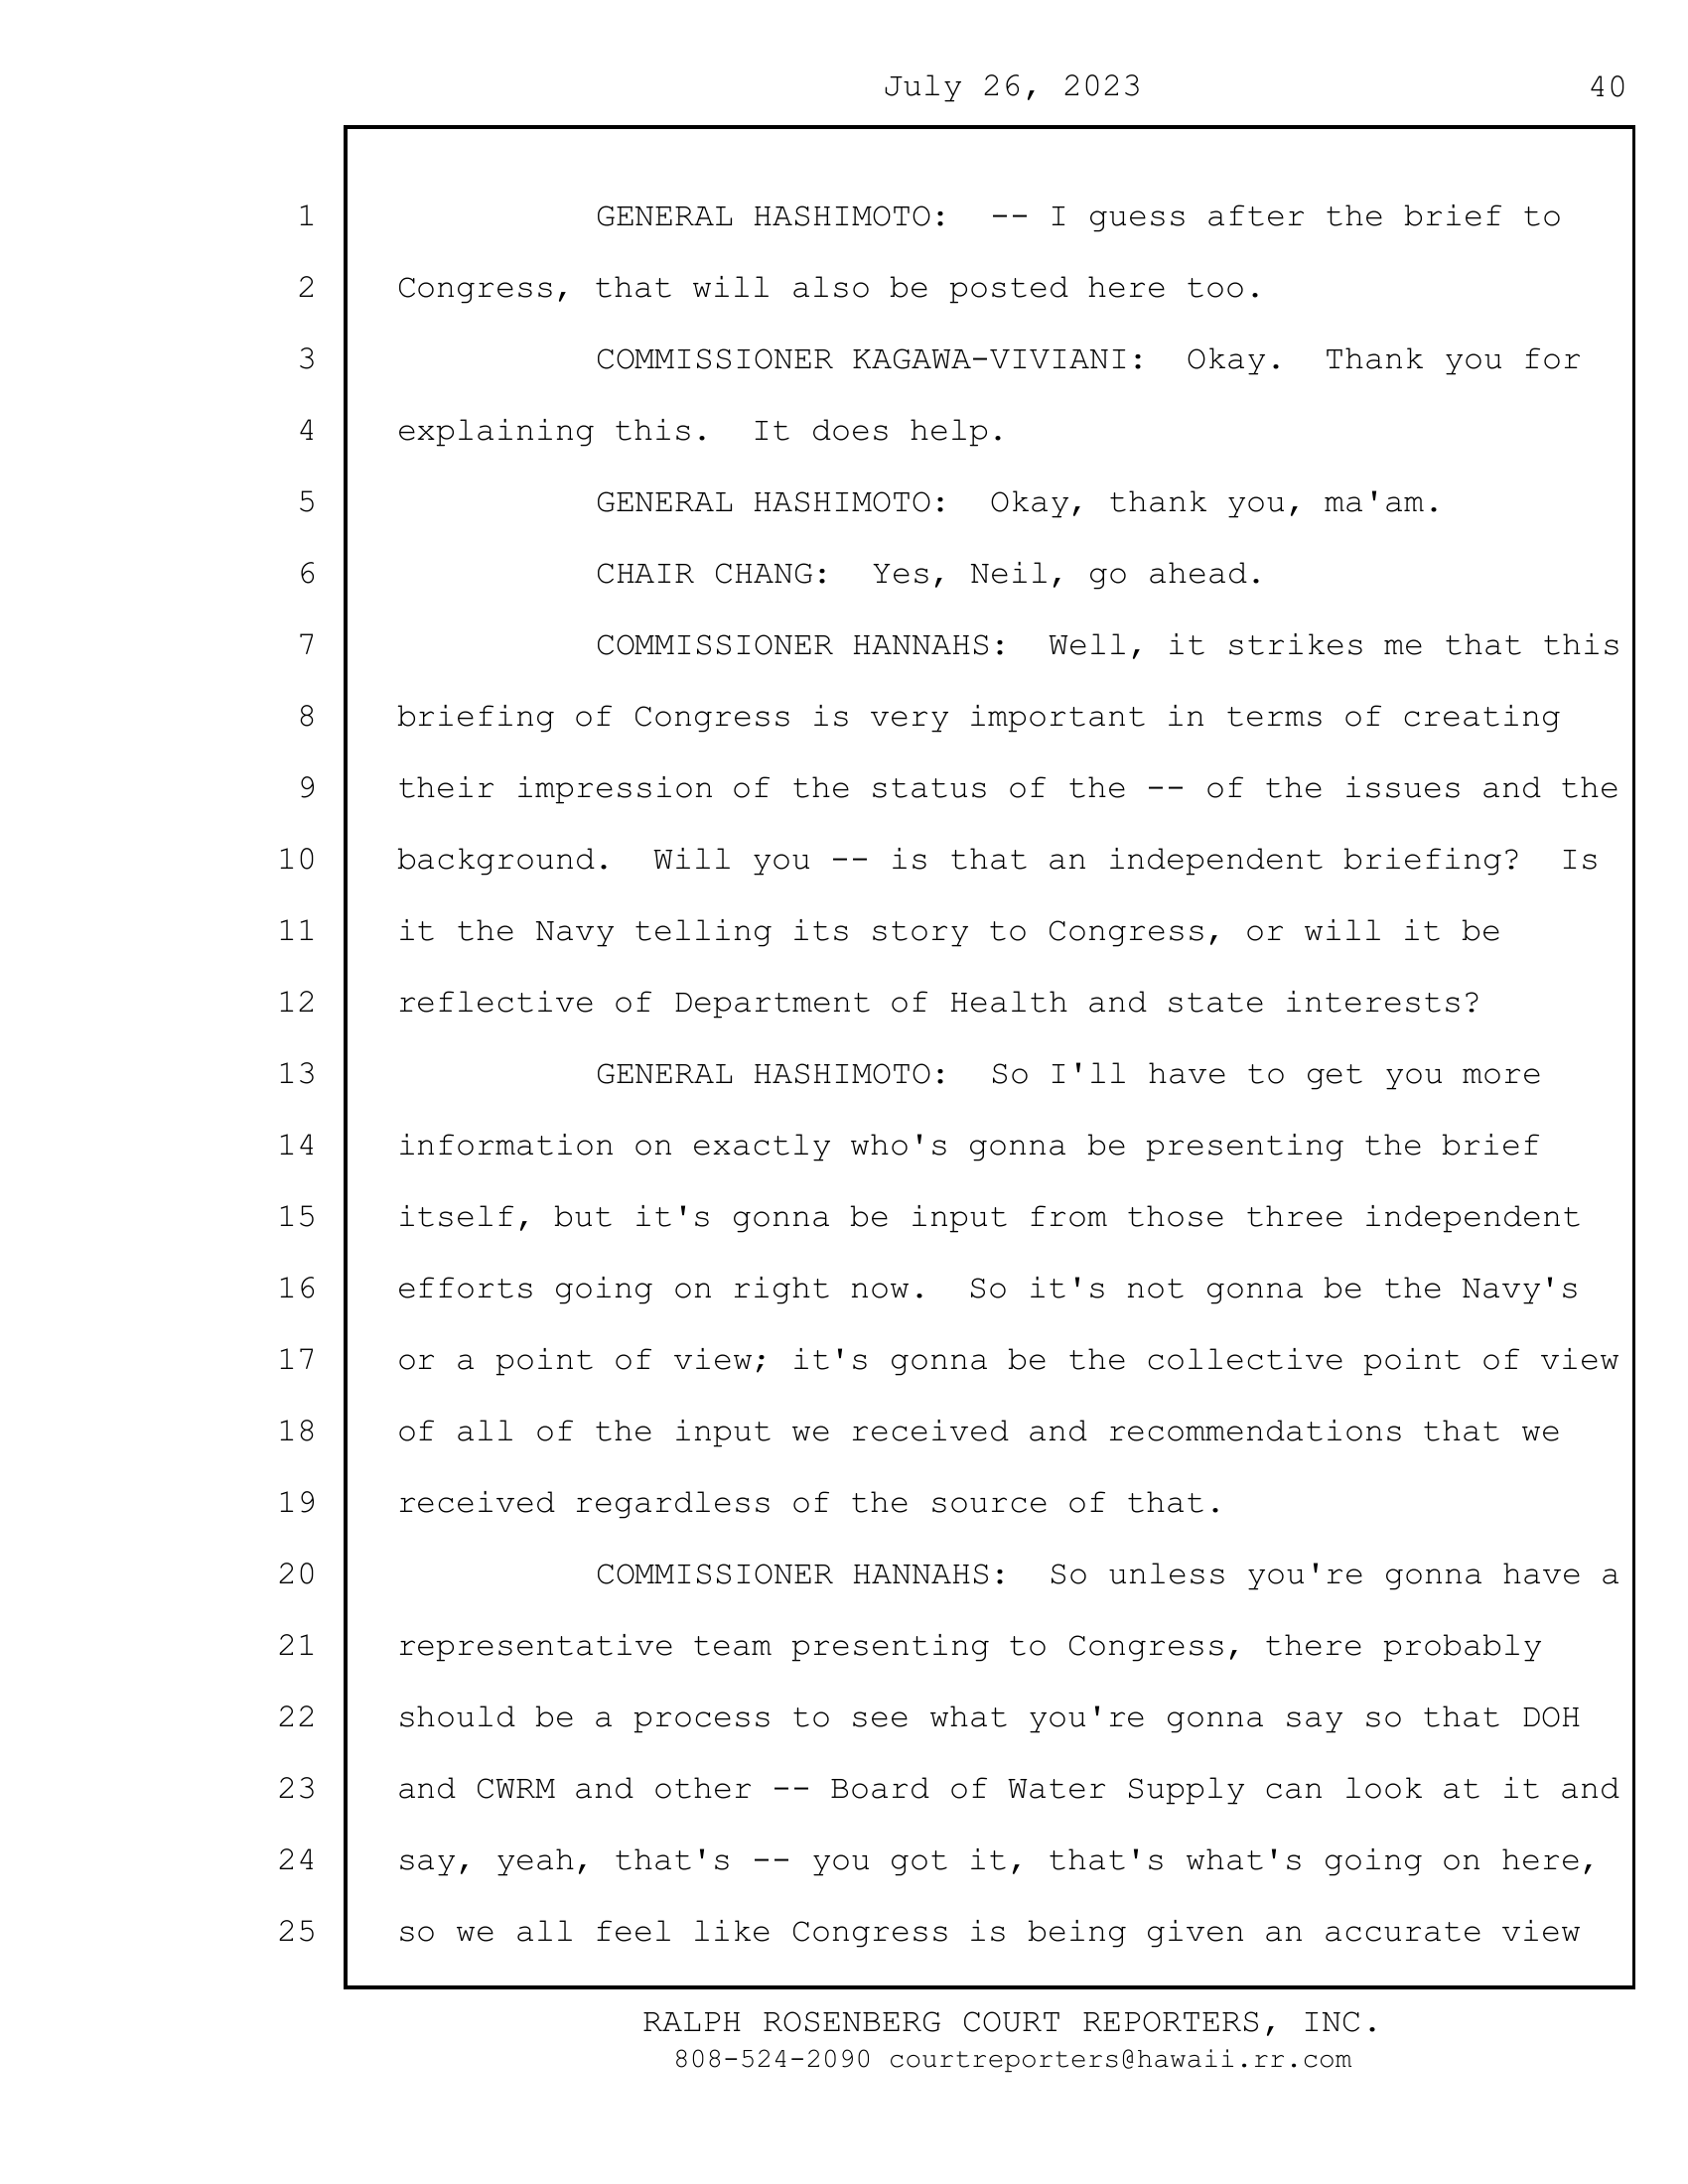 July 26, 2023 40
1 GENERAL HASHIMOTO:  -- I guess after the brief to
2 Congress, that will also be posted here too.
3 COMMISSIONER KAGAWA-VIVIANI:  Okay.  Thank you for
4 explaining this.  It does help.
5 GENERAL HASHIMOTO:  Okay, thank you, ma'am.
6 CHAIR CHANG:  Yes, Neil, go ahead.
7 COMMISSIONER HANNAHS:  Well, it strikes me that this
8 briefing of Congress is very important in terms of creating
9 their impression of the status of the -- of the issues and the
10 background.  Will you -- is that an independent briefing?  Is
11 it the Navy telling its story to Congress, or will it be
12 reflective of Department of Health and state interests?
13 GENERAL HASHIMOTO:  So I'll have to get you more
14 information on exactly who's gonna be presenting the brief
15 itself, but it's gonna be input from those three independent
16 efforts going on right now.  So it's not gonna be the Navy's
17 or a point of view; it's gonna be the collective point of view
18 of all of the input we received and recommendations that we
19 received regardless of the source of that.
20 COMMISSIONER HANNAHS:  So unless you're gonna have a
21 representative team presenting to Congress, there probably
22 should be a process to see what you're gonna say so that DOH
23 and CWRM and other -- Board of Water Supply can look at it and
24 say, yeah, that's -- you got it, that's what's going on here,
25 so we all feel like Congress is being given an accurate view
RALPH ROSENBERG COURT REPORTERS, INC.
808-524-2090 courtreporters@hawaii.rr.com